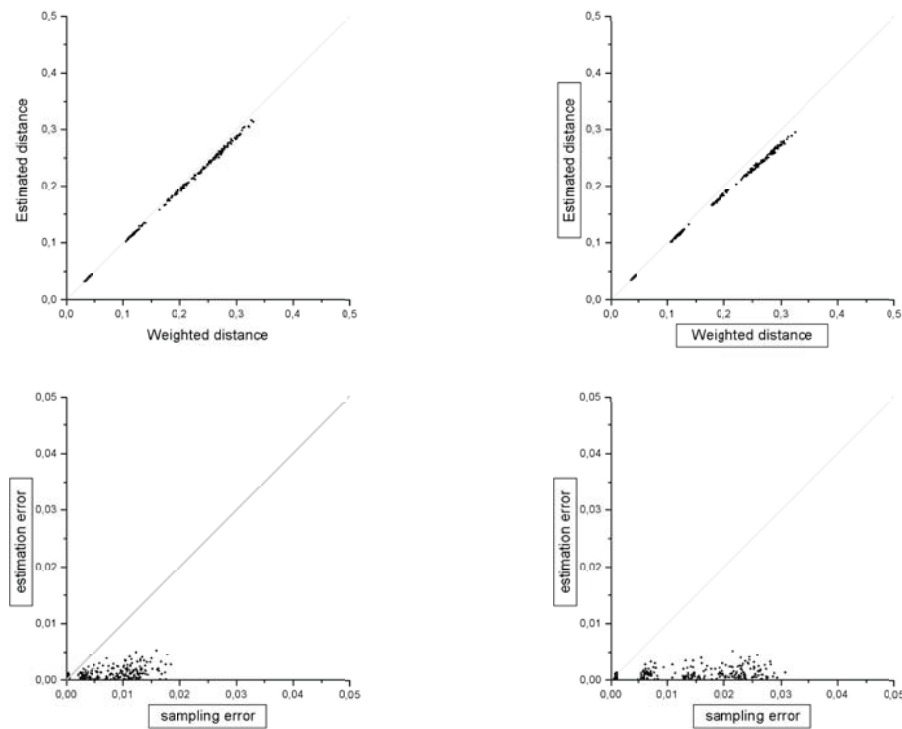 0,5
0,4
0,3
0,2
0,1
0,0
Estimated distance
0,0 0,1 0,2 0,3 0,4 0,5
Weighted distance
0,5
0,4
0,3
0,2
0,1
0,0
Estimated distance
0,0 0,1 0,2 0,3 0,4 0,5
Weighted distance
0,05
0,04
0,03
0,02
0,01
0,00
estimation error
0,00 0,01 0,02 0,03 0,04 0,05
sampling error
0,05
0,04
0,03
0,02
0,01
0,00
estimation error
0,00 0,01 0,02 0,03 0,04 0,05
sampling error